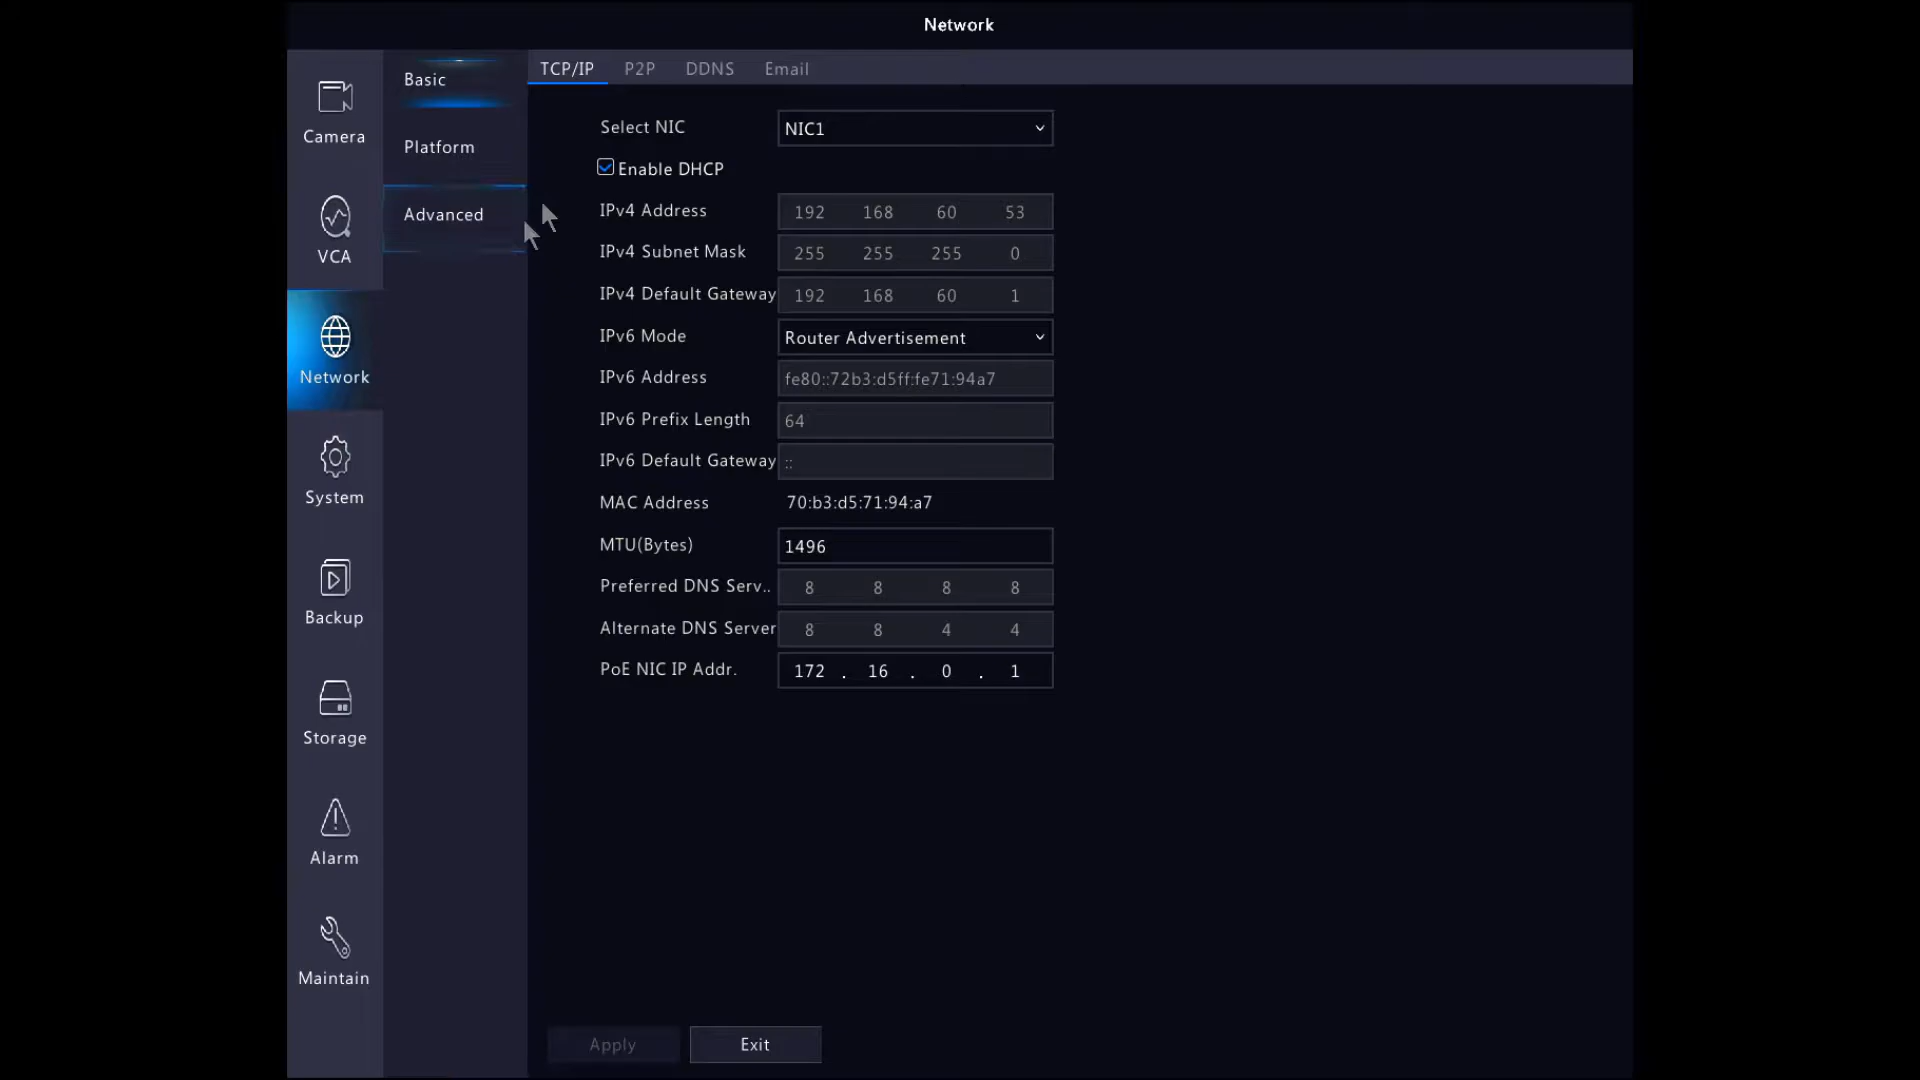 Network
Camera
VCA
Network
System
Backup
Storage
Alarm
Maintain
Basic
Platform
Advanced
TCP/IP P2P DDNS Email
Select NIC NIC1
Enable DHCP
IPv4 Address 192 168 60 53
IPv4 Subnet Mask 255 255 255 0
IPv4 Default Gateway 192 168 60 1
IPv6 Mode Router Advertisement
IPv6 Address fe80::72b3:d5ff:fe71:94a7
IPv6 Prefix Length 64
IPv6 Default Gateway ::
MAC Address 70:b3:d5:71:94:a7
MTU(Bytes) 1496
Preferred DNS Serv.. 8 8 8 8
Alternate DNS Server 8 8 4 4
PoE NIC IP Addr. 172 . 16 . 0 . 1
Apply Exit